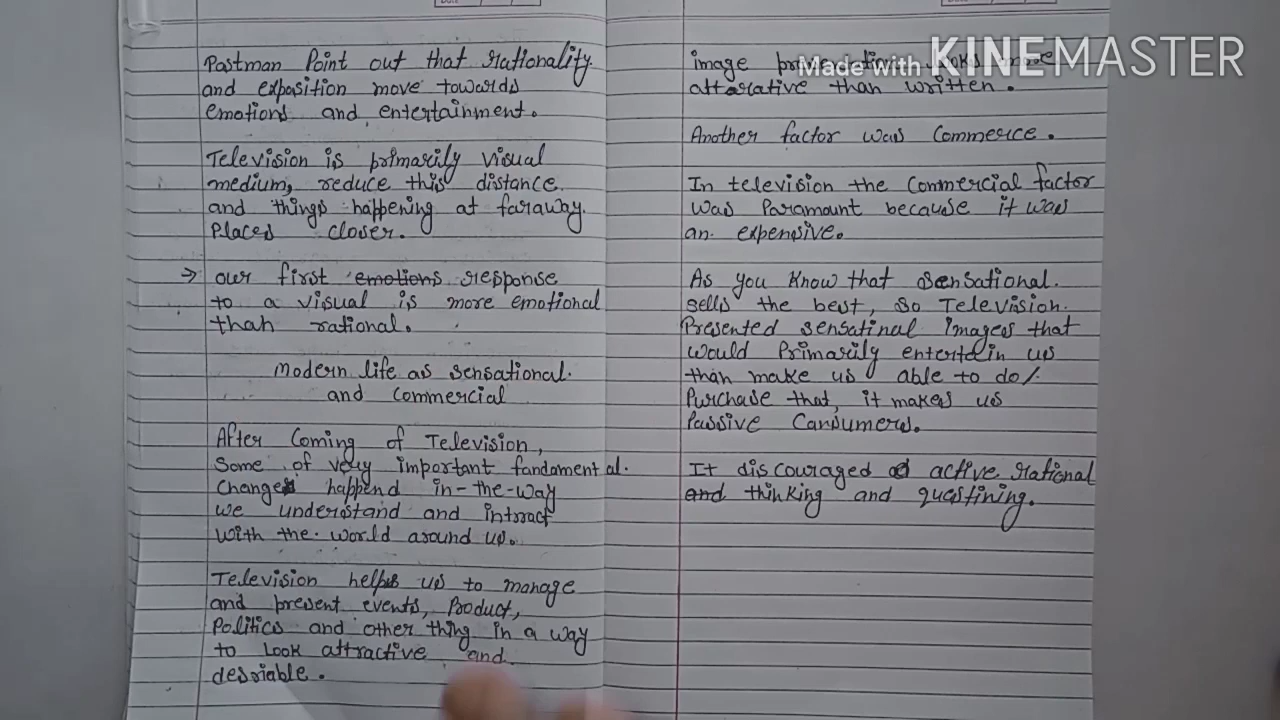 Postman Point out that rationality
and exposition move towards
emotions and entertainment.
Television is primarily visual
medium, reduce this distance
and things happening at faraway.
Places closer.
→ our first emotions response
to a visual is more emotional
than rational.
Modern life as sensational.
and commercial
After Coming of Television,
Some of very important fandamental.
changes happend in-the-way
we understand and intract
with the world around us.
Television helps us to manage
and present events, Product,
Politics and other thing in a way
to Look attractive and
desriable.
image
attarative than written.
Another factor was Commerce.
In television the Commercial factor
was Paramount because it was
an expensive.
As you Know that Sensational.
sells the best, so Television.
Presented sensatinal Images that
would Primarily entertein us
than make us able to do/.
Purchase that, it makes us
Passive Cansumers.
It discouraged active rational
and thinking and questining.
Made with KINEMASTER